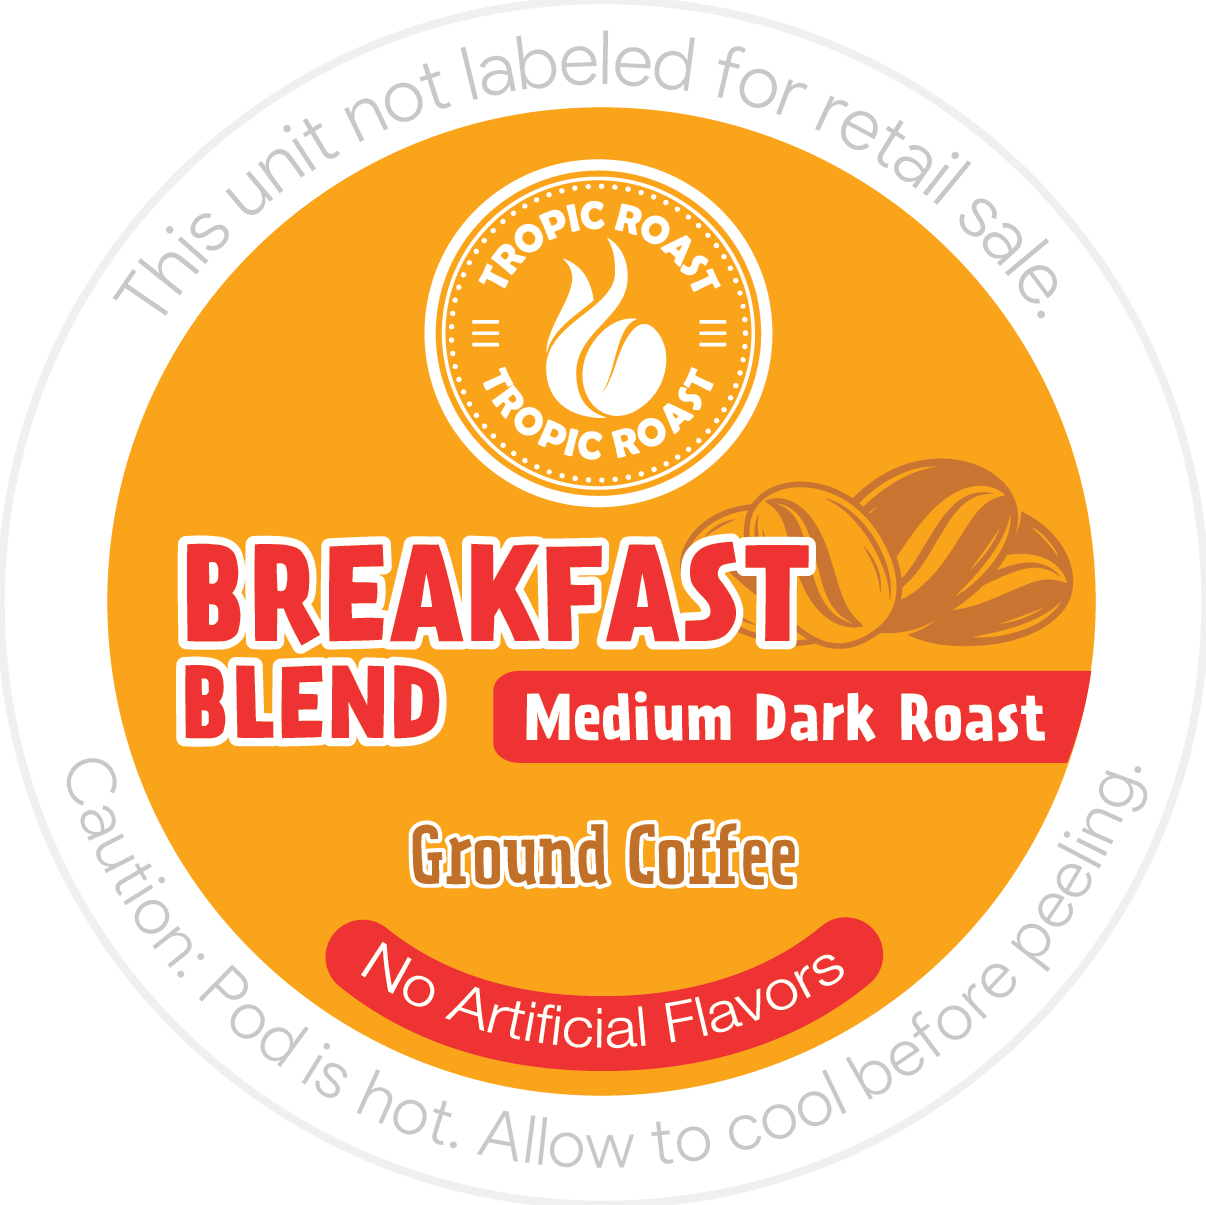 This unit not labeled for retail sale.
TROPIC ROAST
TROPIC ROAST
BREAKFAST
BLEND
Medium Dark Roast
Ground Coffee
No Artificial Flavors
Caution: Pod is hot. Allow to cool before peeling.